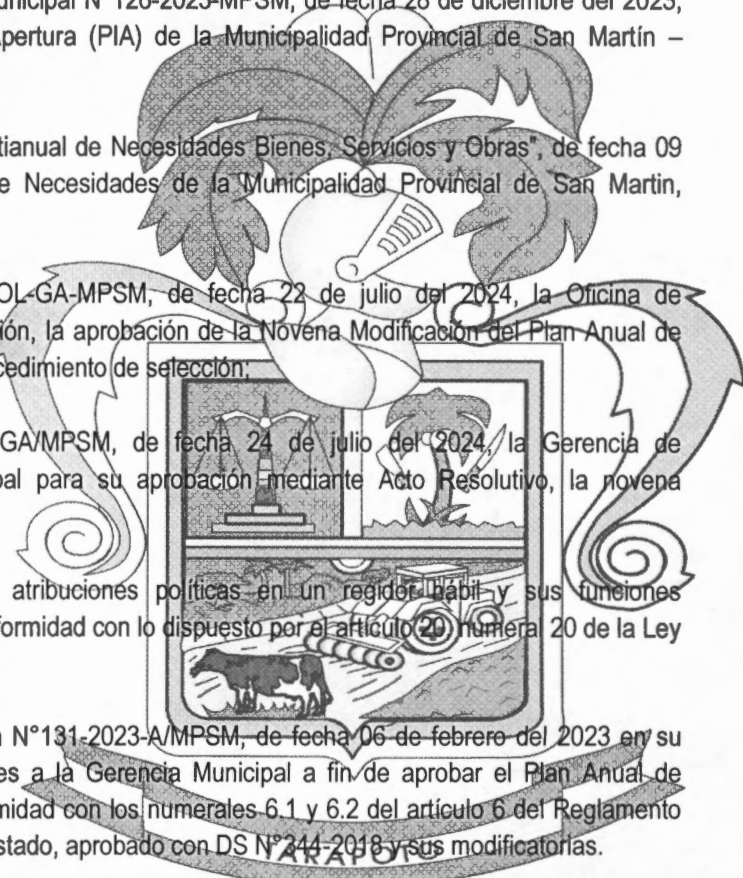 unicipal N°126-2023-MPSM, de fecha 28 de diciembre del 2023,
Apertura (PIA) de la Municipalidad Provincial de San Martín –
tianual de Necesidades Bienes, Servicios y Obras", de fecha 09
e Necesidades de la Municipalidad Provincial de San Martin,
OL-GA-MPSM, de fecha 22 de julio del 2024, la Oficina de
ión, la aprobación de la Novena Modificación del Plan Anual de
cedimiento de selección;
GA/MPSM, de fecha 24 de julio del 2024, la Gerencia de
pal para su aprobación mediante Acto Resolutivo, la novena
atribuciones políticas en un regidor hábil y sus funciones
formidad con lo dispuesto por el artículo 20 numeral 20 de la Ley
N°131-2023-A/MPSM, de fecha 06 de febrero del 2023 en su
es a la Gerencia Municipal a fin de aprobar el Plan Anual de
midad con los numerales 6.1 y 6.2 del artículo 6 del Reglamento
stado, aprobado con DS N°344-2018 y sus modificatorias.
TARAPOTO